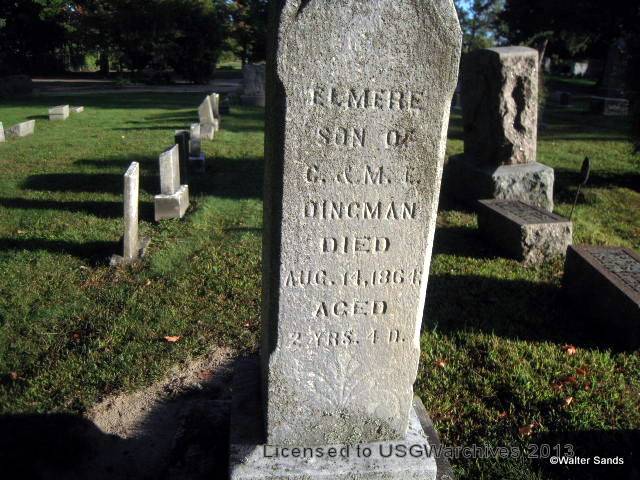 ELMERE
SON OF
C. & M. E.
DINGMAN
DIED
AUG. 14, 1864
AGED
2 YRS. 4 D.
Licensed to USGWarchives 2013
©Walter Sands